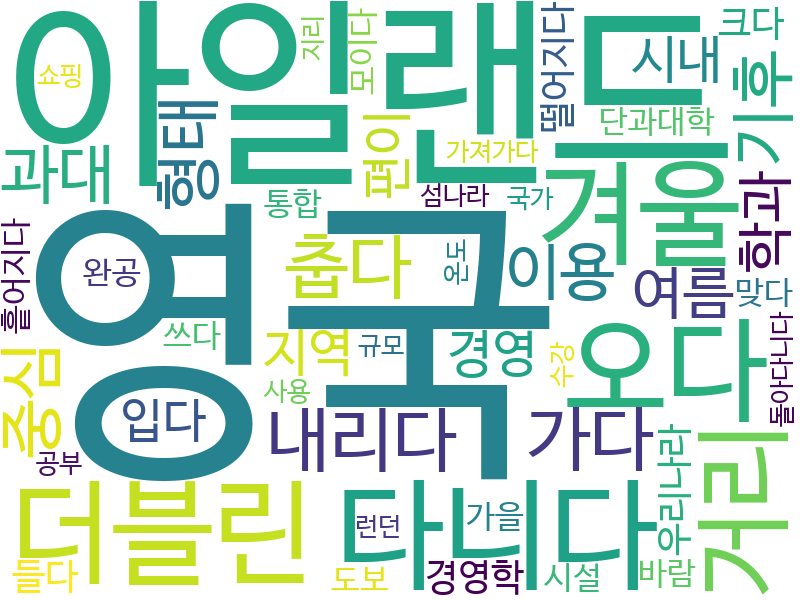 아일랜드
영국
쇼핑
지리
모이다
떨어지다
시내
크다
기후
단과대학
과대
형태
편이
가져가다
겨울
통합
섬나라
국가
학과
흩어지다
완공
춥다
온도
이용
여름
맞다
쓰다
지역
규모
경영
수강
오다
돌아다니다
중심
입다
사용
내리다
가다
공부
우리나라
거리
더블린
다니다
런던
가을
들다
도보
경영학
시설
바람